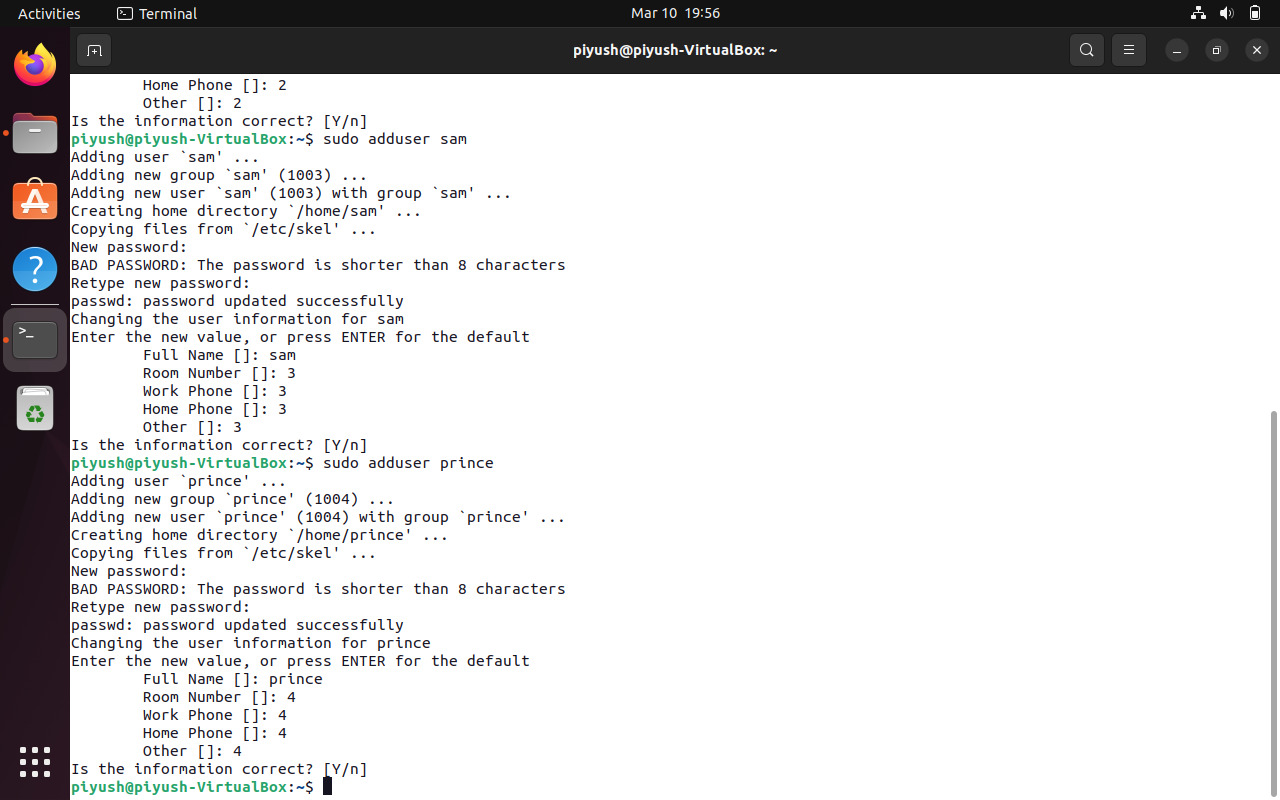 Activities Terminal Mar 10 19:56
piyush@piyush-VirtualBox: ~
Home Phone []: 2
Other []: 2
Is the information correct? [Y/n]
piyush@piyush-VirtualBox:~$ sudo adduser sam
Adding user `sam' ...
Adding new group `sam' (1003) ...
Adding new user `sam' (1003) with group `sam' ...
Creating home directory `/home/sam' ...
Copying files from `/etc/skel' ...
New password:
BAD PASSWORD: The password is shorter than 8 characters
Retype new password:
passwd: password updated successfully
Changing the user information for sam
Enter the new value, or press ENTER for the default
Full Name []: sam
Room Number []: 3
Work Phone []: 3
Home Phone []: 3
Other []: 3
Is the information correct? [Y/n]
piyush@piyush-VirtualBox:~$ sudo adduser prince
Adding user `prince' ...
Adding new group `prince' (1004) ...
Adding new user `prince' (1004) with group `prince' ...
Creating home directory `/home/prince' ...
Copying files from `/etc/skel' ...
New password:
BAD PASSWORD: The password is shorter than 8 characters
Retype new password:
passwd: password updated successfully
Changing the user information for prince
Enter the new value, or press ENTER for the default
Full Name []: prince
Room Number []: 4
Work Phone []: 4
Home Phone []: 4
Other []: 4
Is the information correct? [Y/n]
piyush@piyush-VirtualBox:~$